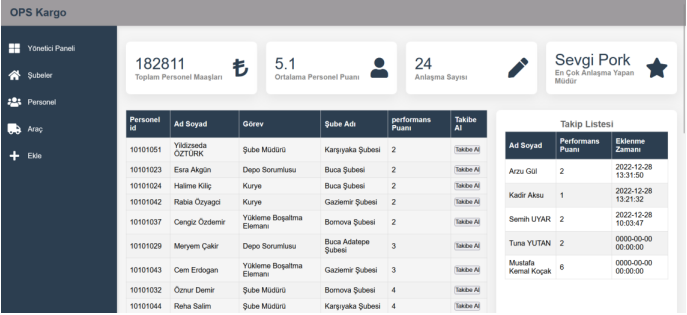 OPS Kargo
Yönetici Paneli
Şubeler
Personel
Araç
Ekle
182811
Toplam Personel Maaşları
5.1
Ortalama Personel Puanı
24
Anlaşma Sayısı
Sevgi Pork
En Çok Anlaşma Yapan
Müdür
Personel id Ad Soyad Görev Şube Adı performans Puanı Takibe Al
10101051 Yildizseda ÖZTÜRK Şube Müdürü Karşıyaka Şubesi 2 Takibe Al
10101023 Esra Akgün Depo Sorumlusu Buca Şubesi 2 Takibe Al
10101024 Halime Kiliç Kurye Buca Şubesi 2 Takibe Al
10101042 Rabia Özyagci Kurye Gaziemir Şubesi 2 Takibe Al
10101037 Cengiz Özdemir Yükleme Boşaltma Elemanı Bornova Şubesi 2 Takibe Al
10101029 Meryem Çakir Depo Sorumlusu Buca Adatepe Şubesi 3 Takibe Al
10101043 Cem Erdogan Yükleme Boşaltma Elemanı Gaziemir Şubesi 3 Takibe Al
10101032 Öznur Demir Şube Müdürü Bornova Şubesi 4 Takibe Al
10101044 Reha Salim Şube Müdürü Karşıyaka Şubesi 4 Takibe Al
Takip Listesi
Ad Soyad Performans Puanı Eklenme Zamanı
Arzu Gül 2 2022-12-28 13:31:50
Kadir Aksu 1 2022-12-28 13:21:32
Semih UYAR 2 2022-12-28 10:03:47
Tuna YUTAN 2 0000-00-00 00:00:00
Mustafa Kemal Koçak 6 0000-00-00 00:00:00